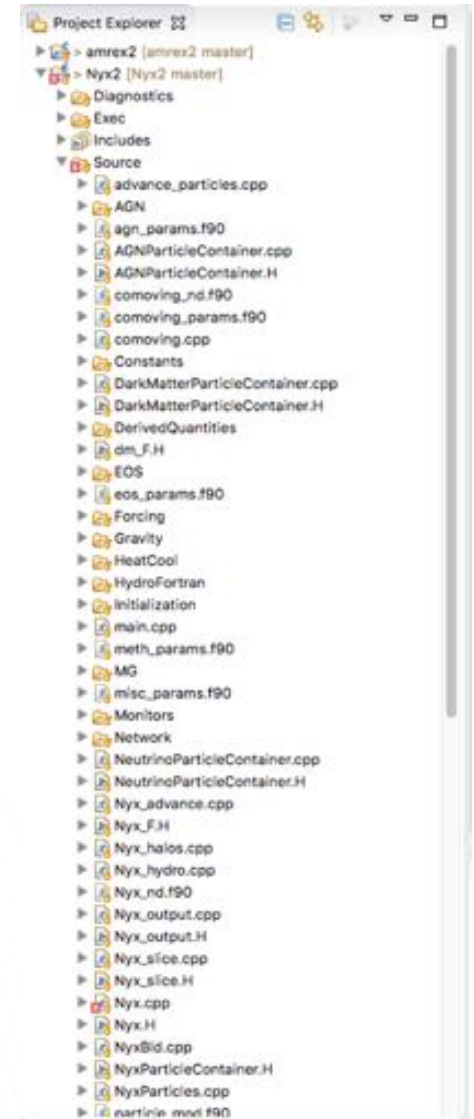 Project Explorer
> amrex2 [amrex2 master]
> Nyx2 [Nyx2 master]
Diagnostics
Exec
Includes
Source
advance_particles.cpp
AGN
agn_params.f90
AGNParticleContainer.cpp
AGNParticleContainer.H
comoving_nd.f90
comoving_params.f90
comoving.cpp
Constants
DarkMatterParticleContainer.cpp
DarkMatterParticleContainer.H
DerivedQuantities
dm_F.H
EOS
eos_params.f90
Forcing
Gravity
HeatCool
HydroFortran
Initialization
main.cpp
meth_params.f90
MG
misc_params.f90
Monitors
Network
NeutrinoParticleContainer.cpp
NeutrinoParticleContainer.H
Nyx_advance.cpp
Nyx_F.H
Nyx_halos.cpp
Nyx_hydro.cpp
Nyx_nd.f90
Nyx_output.cpp
Nyx_output.H
Nyx_slice.cpp
Nyx_slice.H
Nyx.cpp
Nyx.H
NyxBld.cpp
NyxParticleContainer.H
NyxParticles.cpp
particle_mod.f90